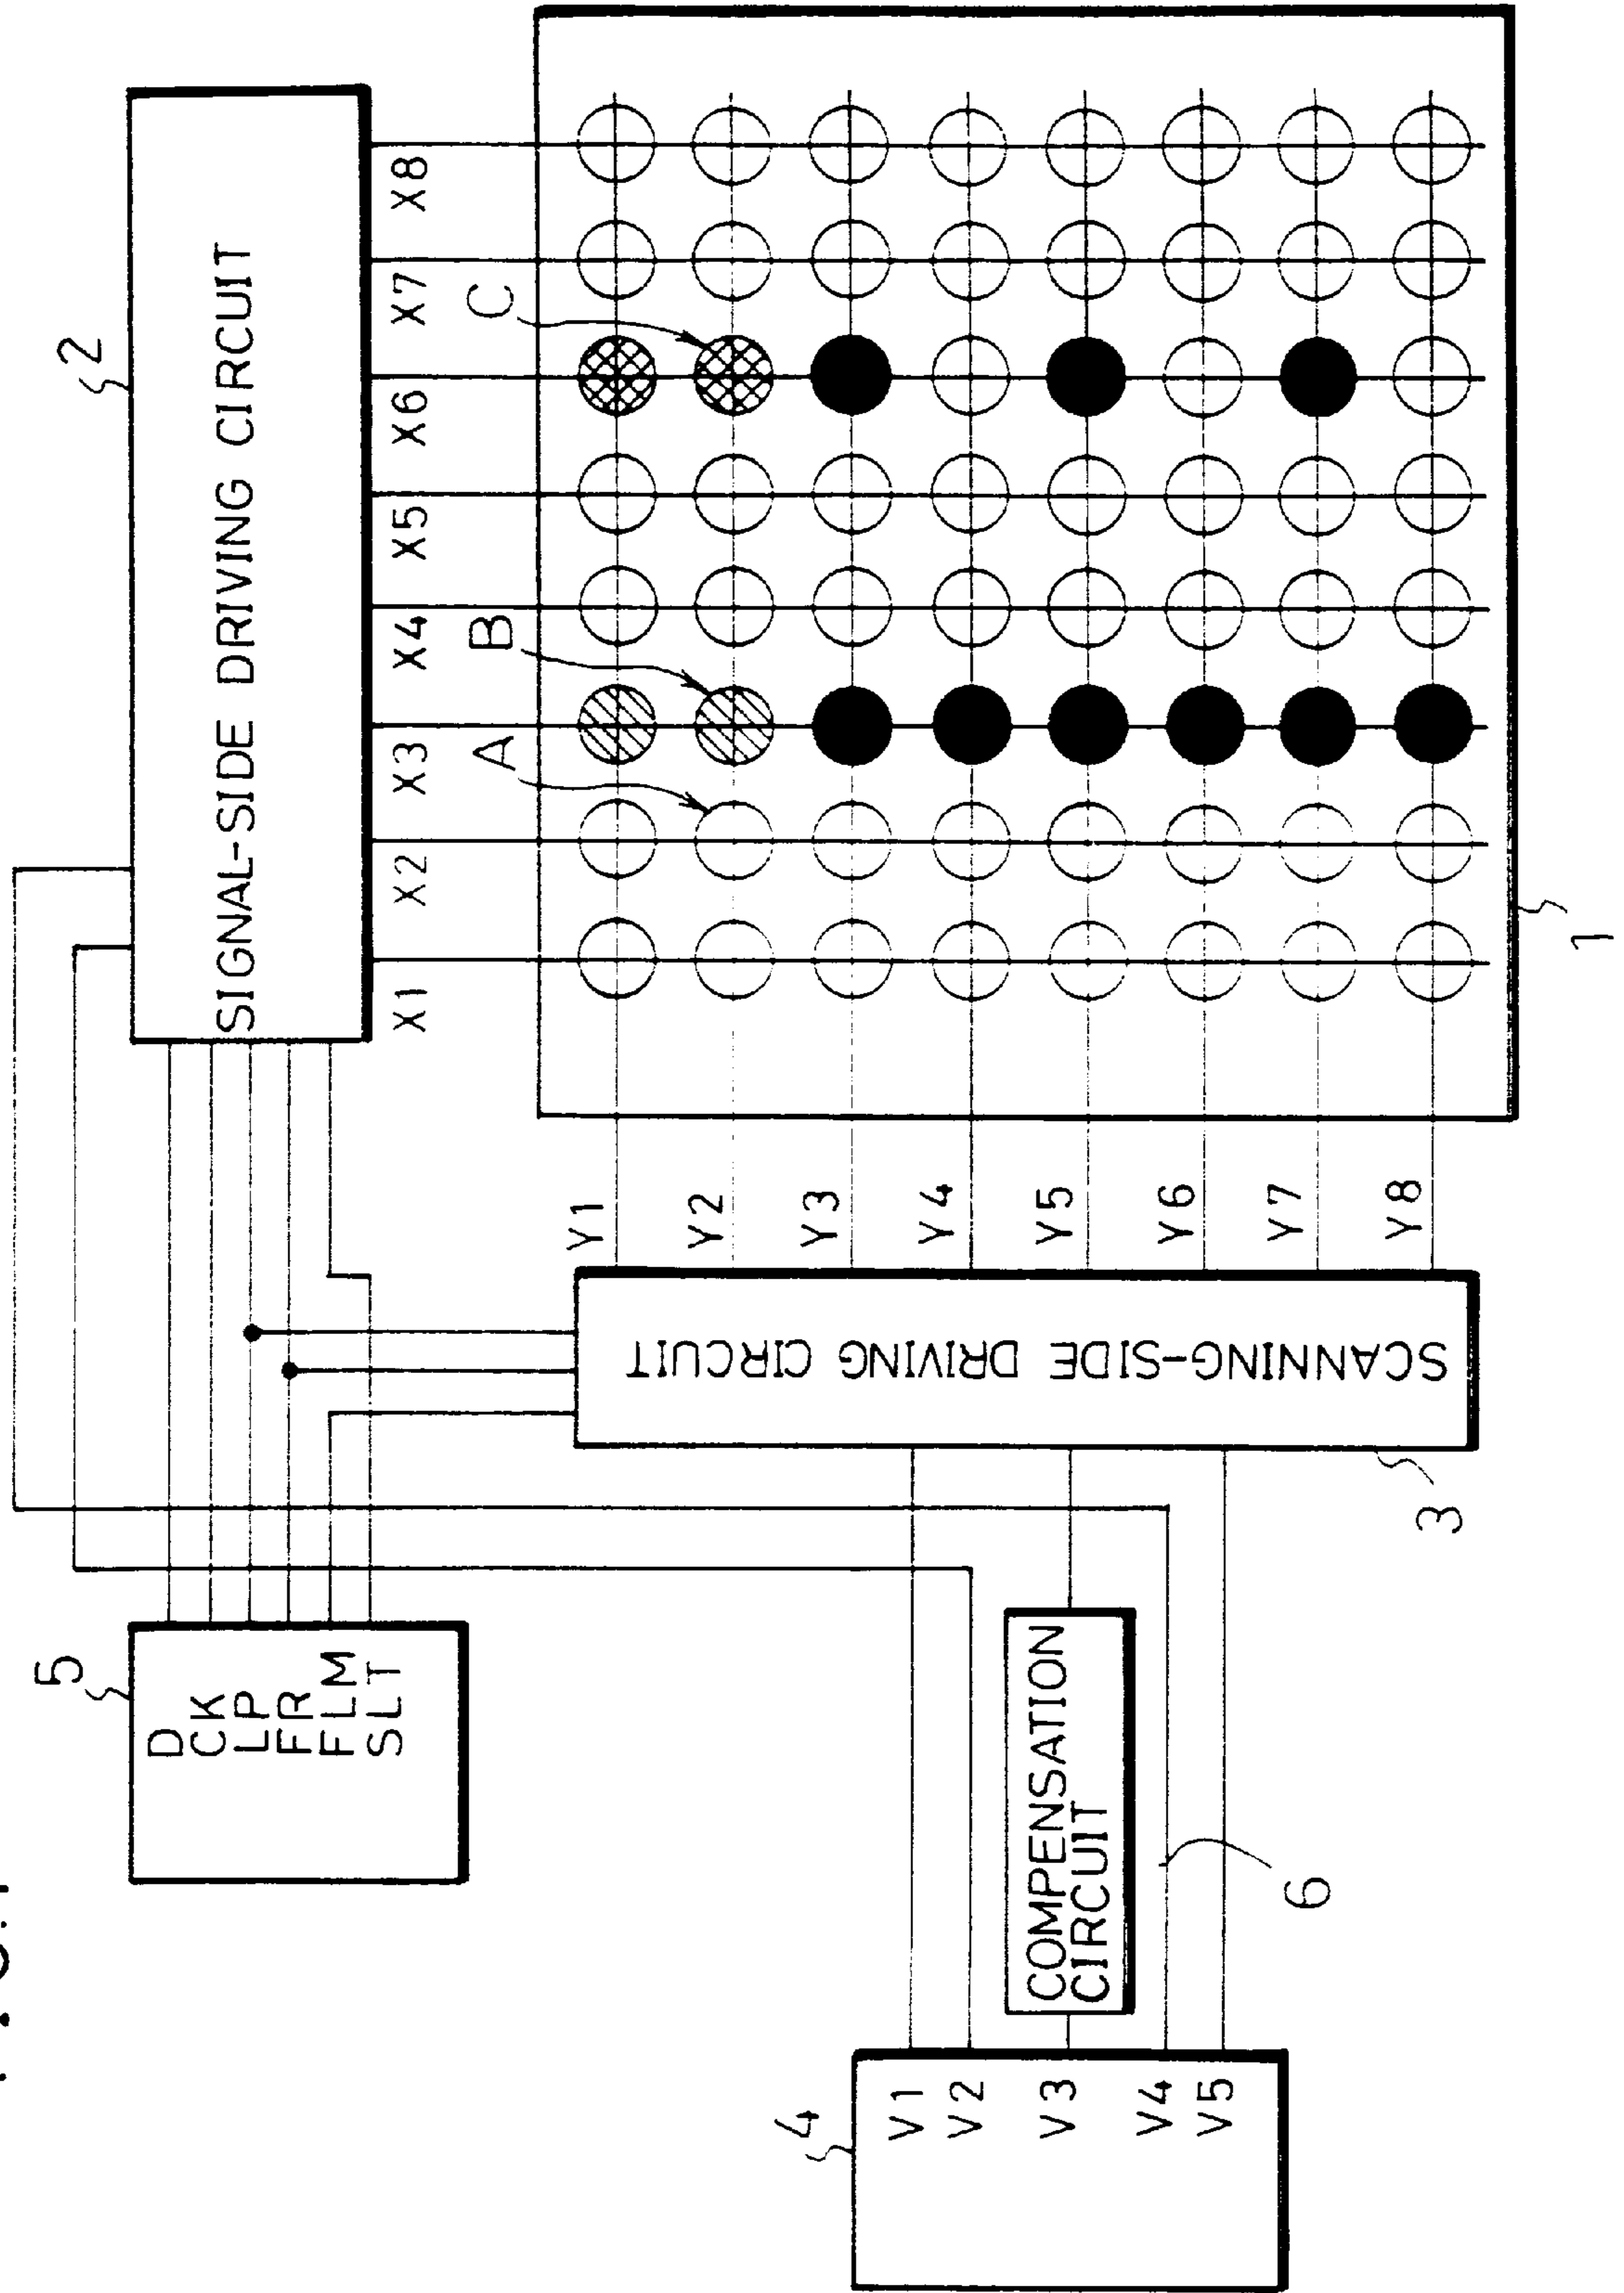 2
SIGNAL-SIDE DRIVING CIRCUIT
X1
X2
X3
X4
X5
X6
X7
X8
A
B
C
5
D
CK
LP
FR
FLM
SLT
Y1
Y2
Y3
Y4
Y5
Y6
Y7
Y8
SCANNING-SIDE DRIVING CIRCUIT
3
1
4
V1
V2
V3
V4
V5
COMPENSATION
CIRCUIT
6